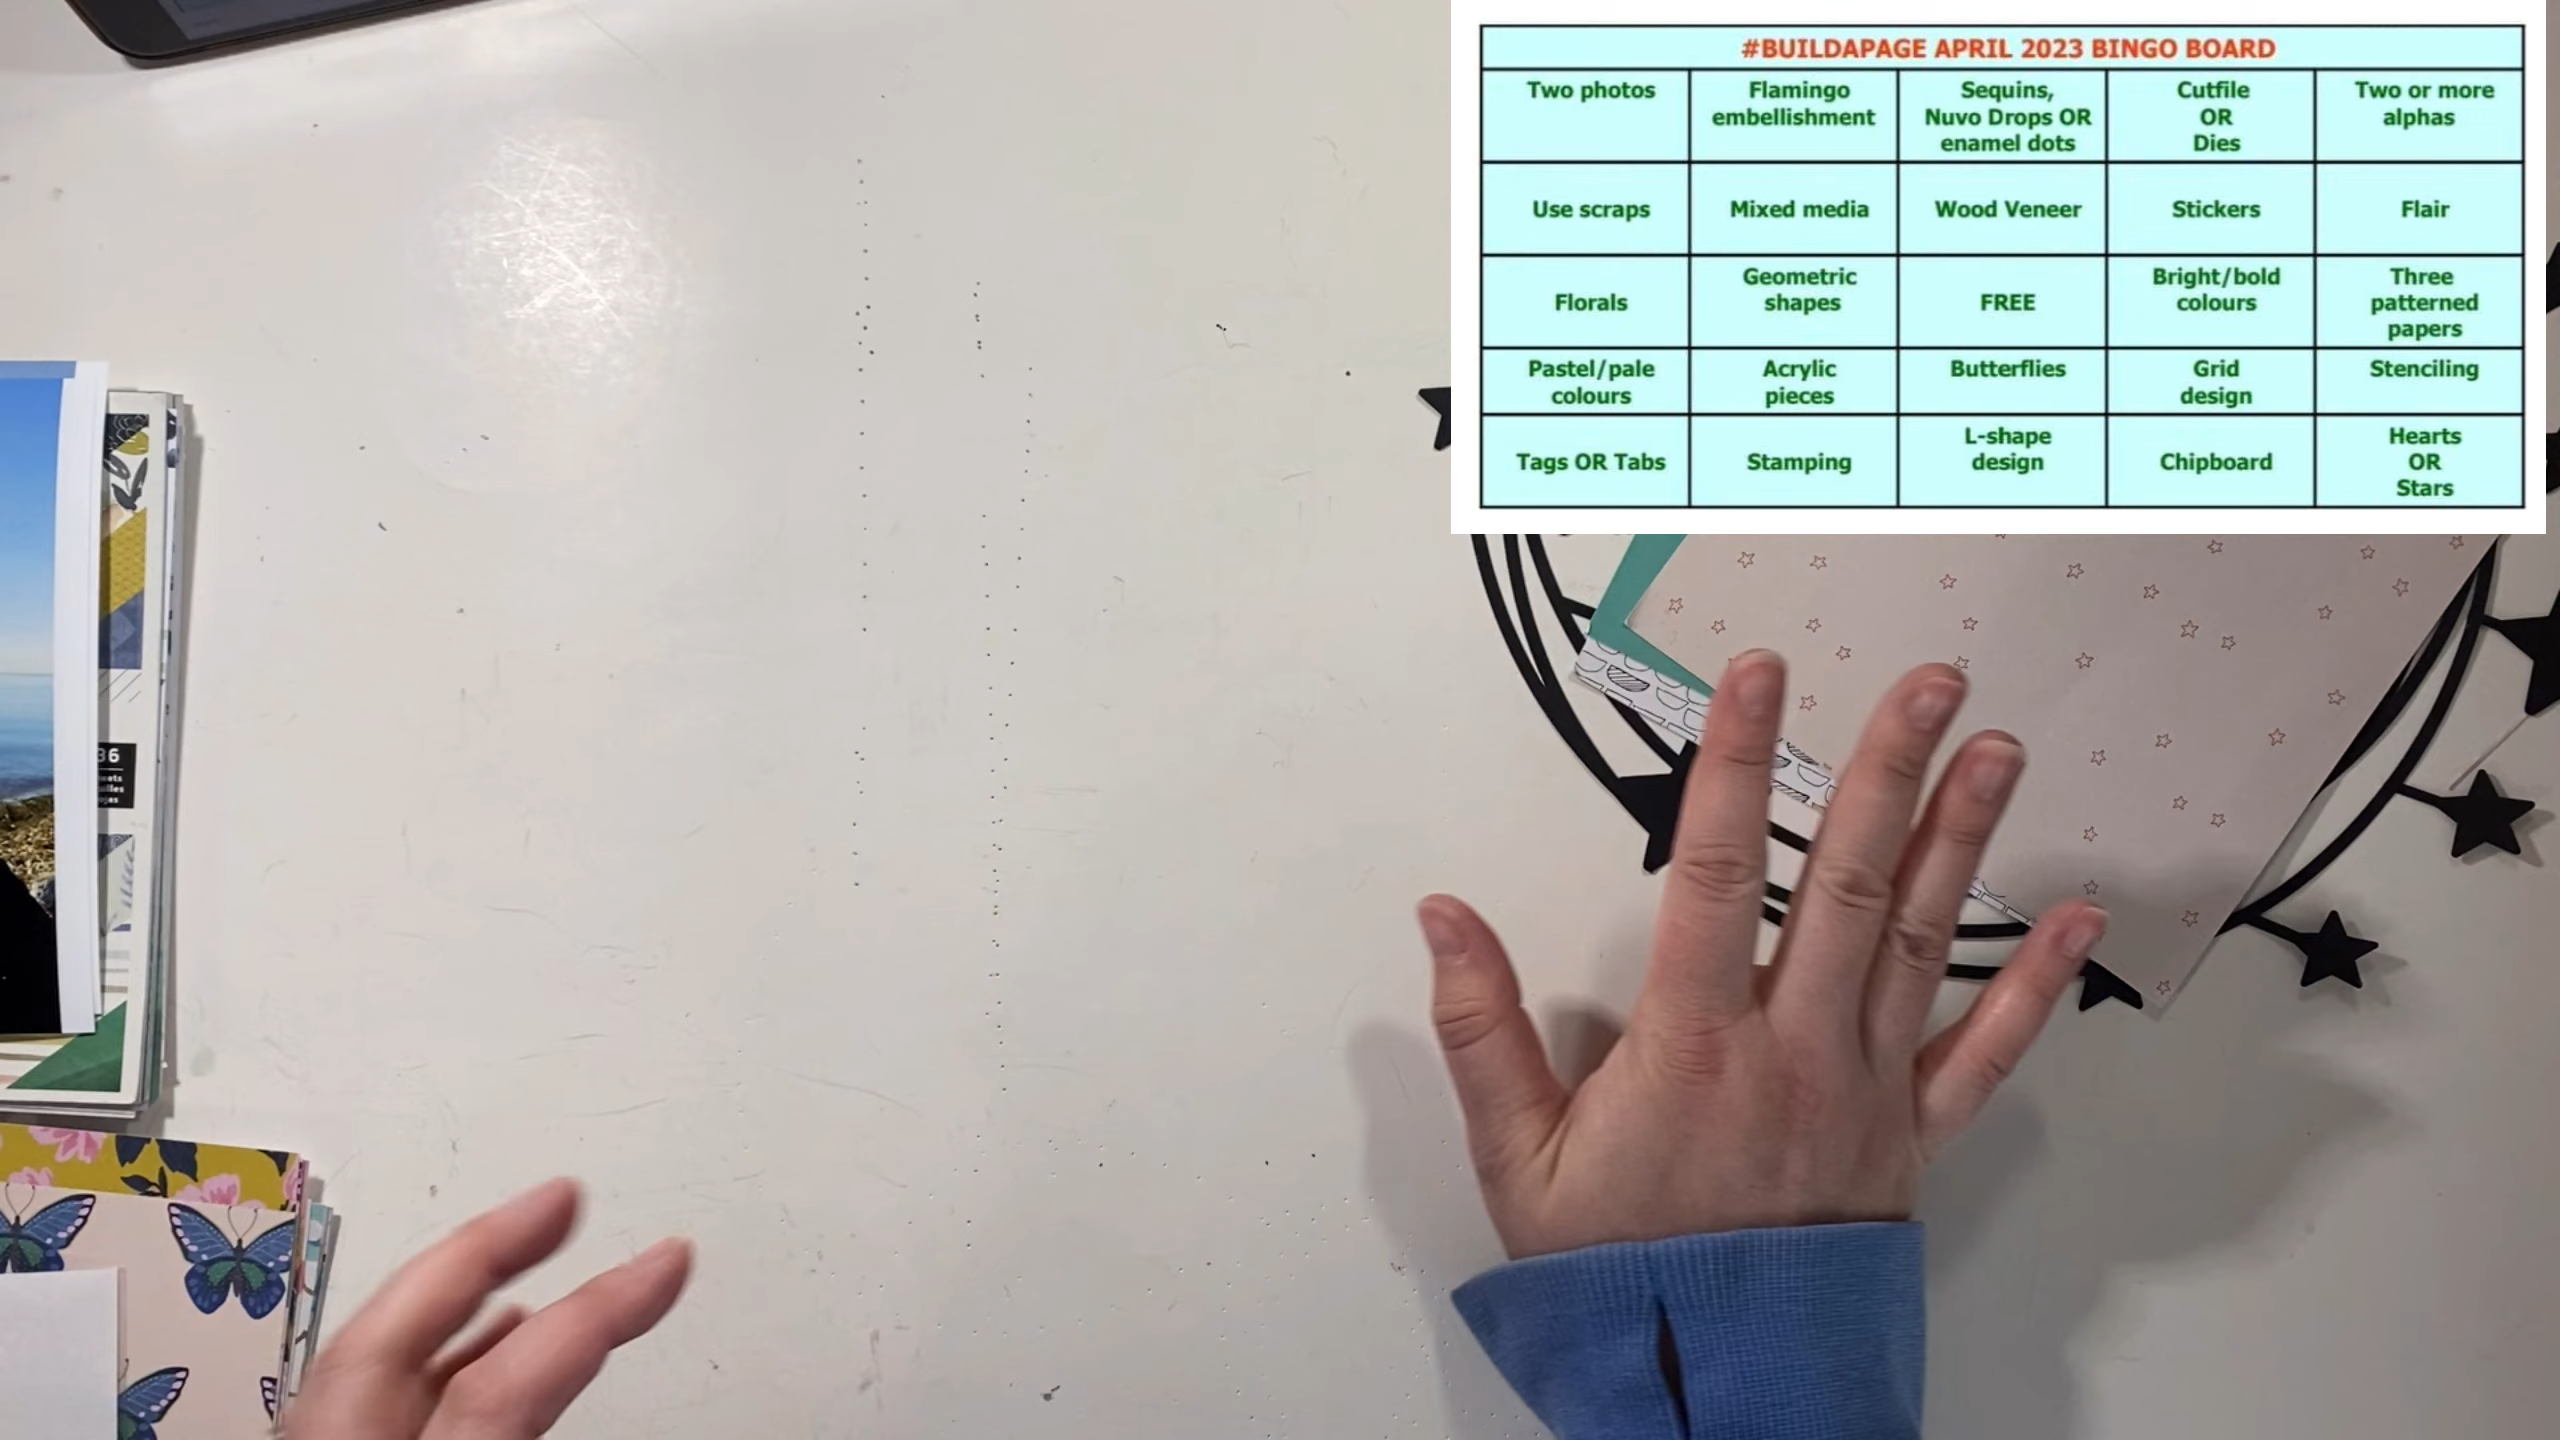 #BUILDAPAGE APRIL 2023 BINGO BOARD
Two photos
Flamingo
embellishment
Sequins,
Nuvo Drops OR
enamel dots
Cutfile
OR
Dies
Two or more
alphas
Use scraps
Mixed media
Wood Veneer
Stickers
Flair
Florals
Geometric
shapes
FREE
Bright/bold
colours
Three
patterned
papers
Pastel/pale
colours
Acrylic
pieces
Butterflies
Grid
design
Stenciling
Tags OR Tabs
Stamping
L-shape
design
Chipboard
Hearts
OR
Stars
36